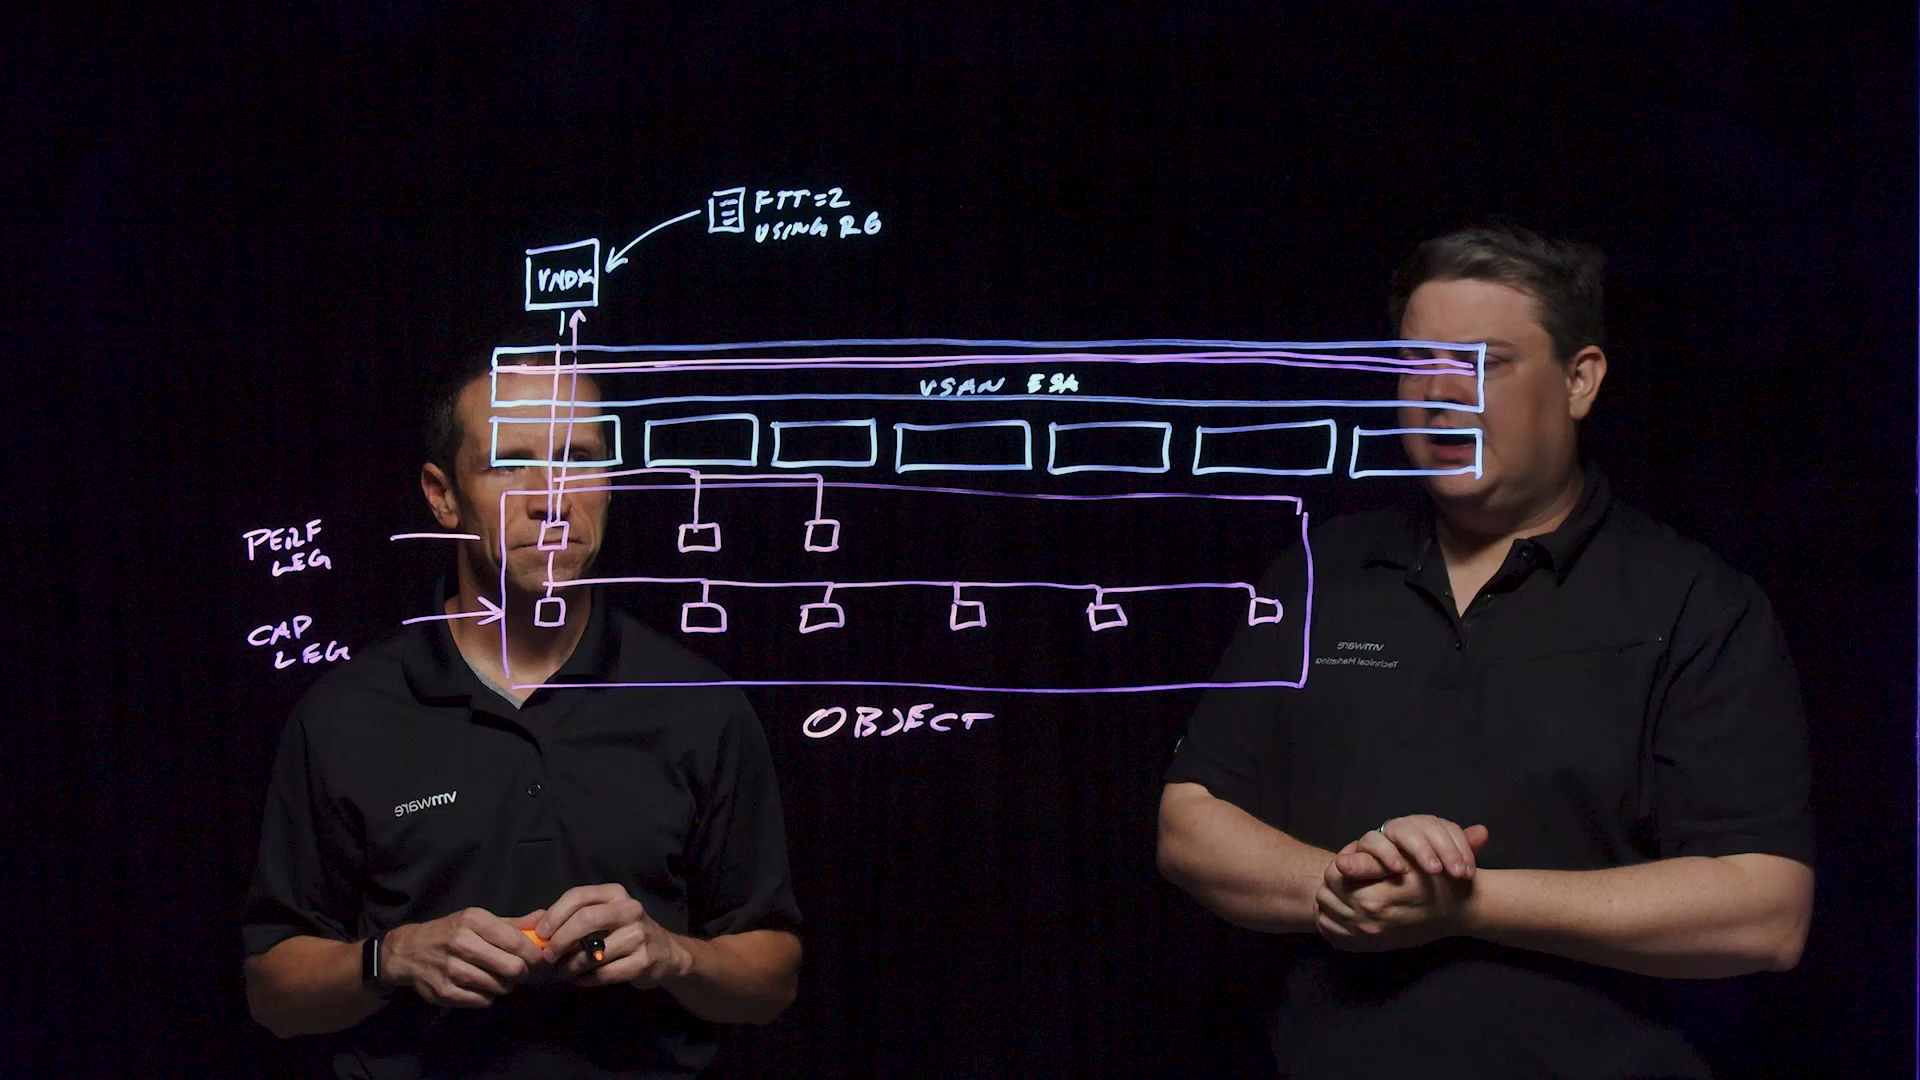 FTT=2
USING R6
VMDK
VSAN ESA
PERF
LEG
CAP
LEG
OBJECT
vmware
Technical Marketing
vmware